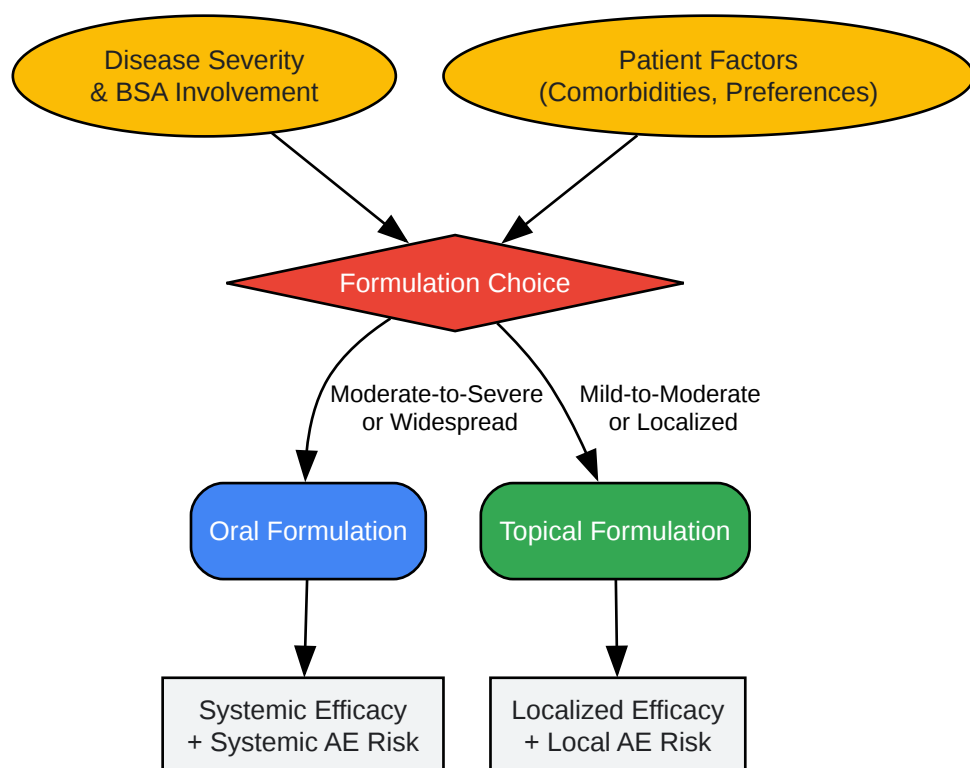 Disease Severity
& BSA Involvement
Patient Factors
(Comorbidities, Preferences)
Formulation Choice
Moderate-to-Severe
or Widespread
Mild-to-Moderate
or Localized
Oral Formulation
Topical Formulation
Systemic Efficacy
+ Systemic AE Risk
Localized Efficacy
+ Local AE Risk